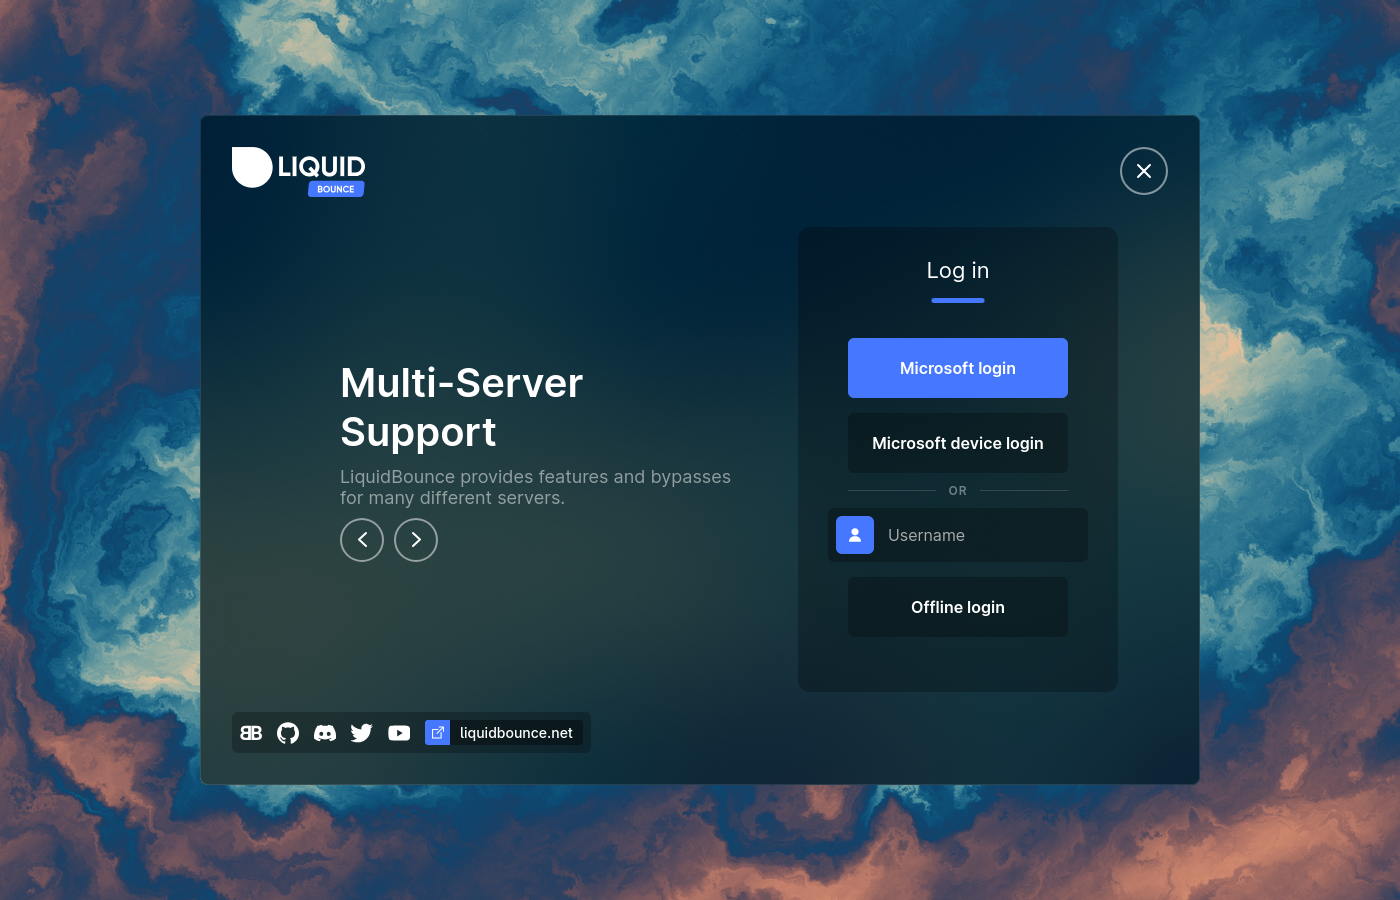 LIQUID
BOUNCE
Multi-Server
Support
LiquidBounce provides features and bypasses
for many different servers.
Log in
Microsoft login
Microsoft device login
OR
Username
Offline login
liquidbounce.net